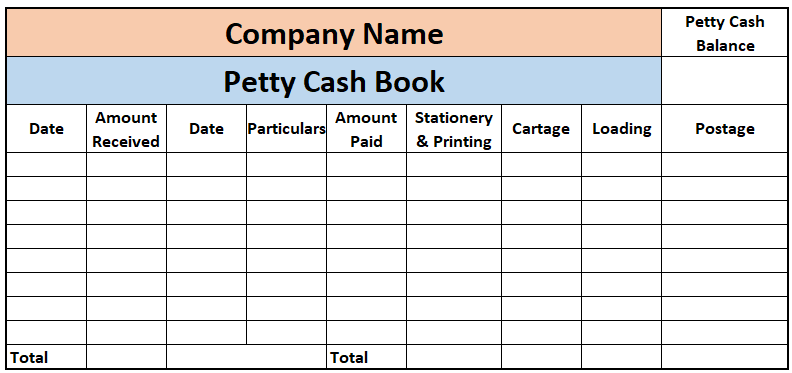 Company Name
Petty Cash
Balance
Petty Cash Book
Date
Amount
Received
Date
Particulars
Amount
Paid
Stationery
& Printing
Cartage
Loading
Postage
Total
Total